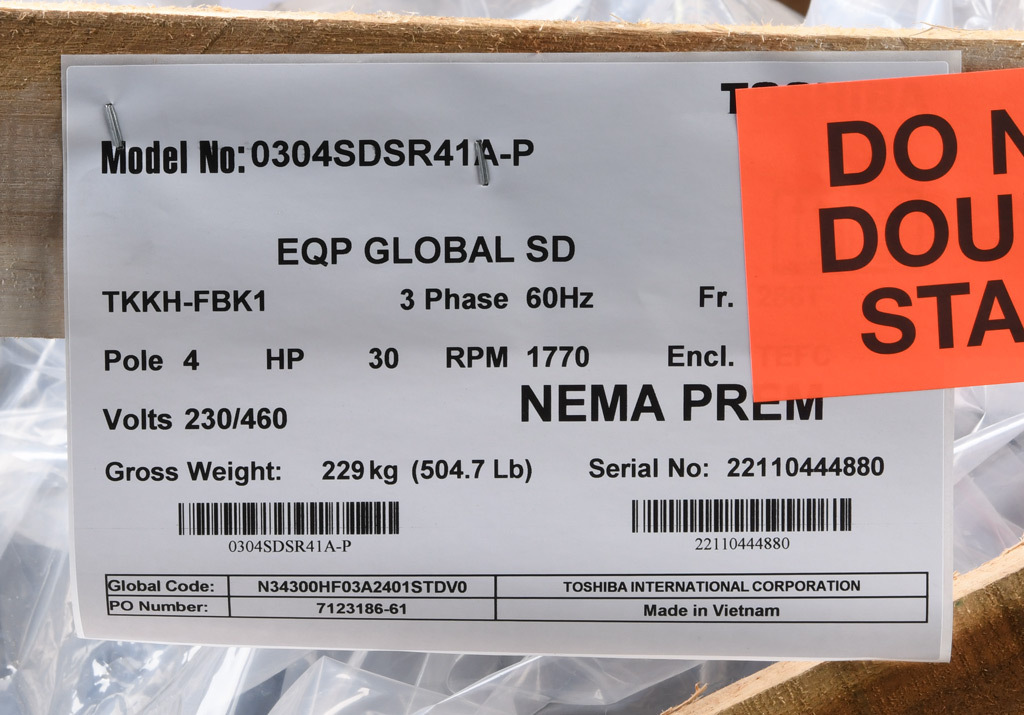 Model No: 0304SDSR41A-P
DO
DOU
STA
EQP GLOBAL SD
TKKH-FBK1 3 Phase 60Hz Fr.
Pole 4 HP 30 RPM 1770 Encl. TEFC
NEMA PREM
Volts 230/460
Gross Weight: 229 kg (504.7 Lb) Serial No: 22110444880
0304SDSR41A-P 22110444880
Global Code: N34300HF03A2401STDV0 TOSHIBA INTERNATIONAL CORPORATION
PO Number: 7123186-61 Made in Vietnam